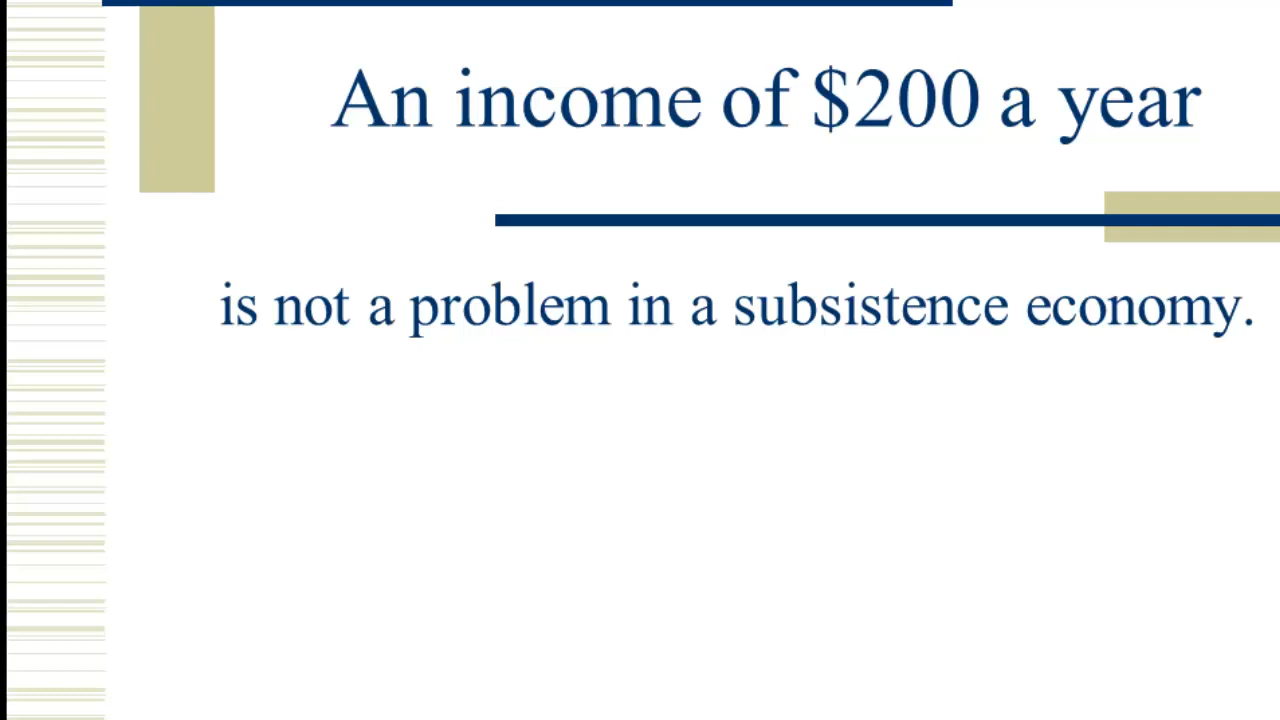 An income of $200 a year
is not a problem in a subsistence economy.